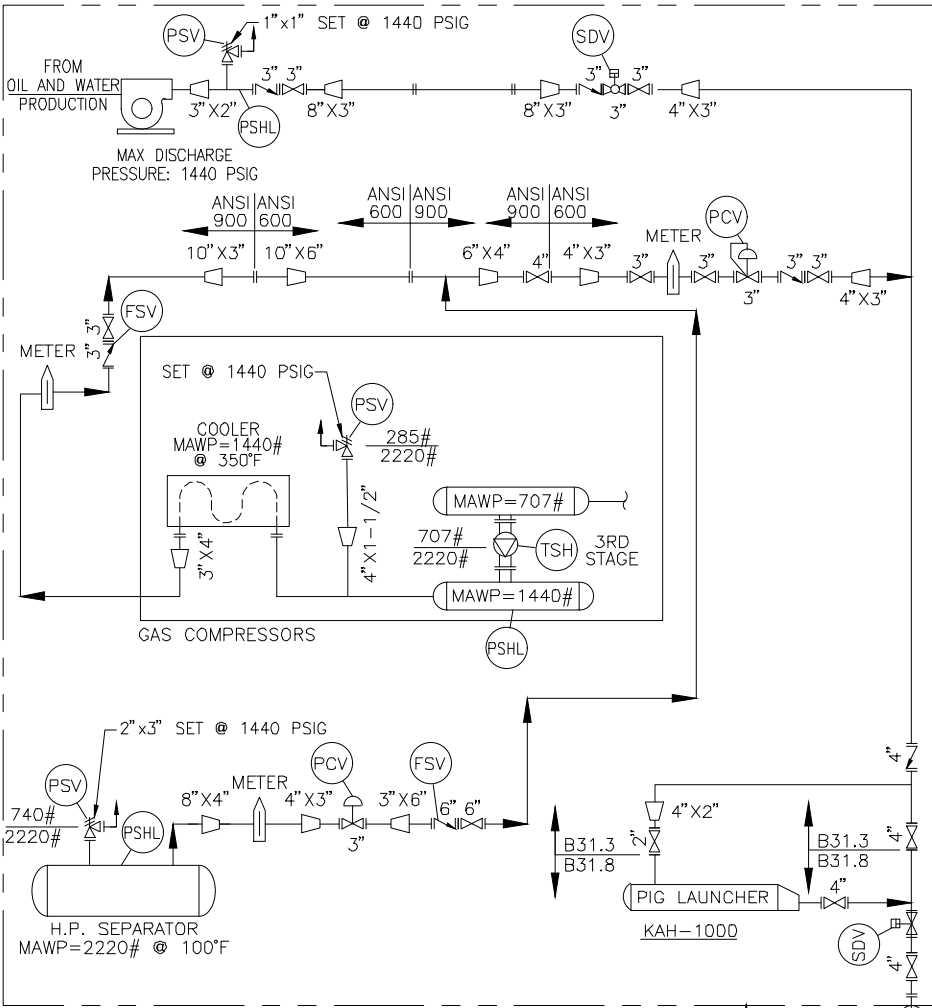 1"x1" SET @ 1440 PSIG
PSV
SDV
FROM
OIL AND WATER
PRODUCTION
3"X2"
PSHL
3"
3"
8"X3"
8"X3"
3"
3"
4"X3"
MAX DISCHARGE
PRESSURE: 1440 PSIG
ANSI
900
ANSI
600
ANSI
600
ANSI
900
ANSI
900
ANSI
600
PCV
METER
10"X3"
10"X6"
6"X4"
4"
4"X3"
3"
3"
3"
3"
3"
4"X3"
FSV
3"
3"
METER
SET @ 1440 PSIG
PSV
COOLER
MAWP=1440#
@ 350°F
285#
2220#
3"X4"
4"X1-1/2"
MAWP=707#
707#
2220#
TSH
3RD
STAGE
MAWP=1440#
PSHL
GAS COMPRESSORS
2"x3" SET @ 1440 PSIG
PSV
740#
2220#
PSHL
8"X4"
METER
4"X3"
PCV
3"
3"X6"
FSV
6"
6"
H.P. SEPARATOR
MAWP=2220# @ 100°F
4"
4"X2"
2"
B31.3
B31.8
B31.3
B31.8
4"
PIG LAUNCHER
4"
KAH-1000
SDV
4"